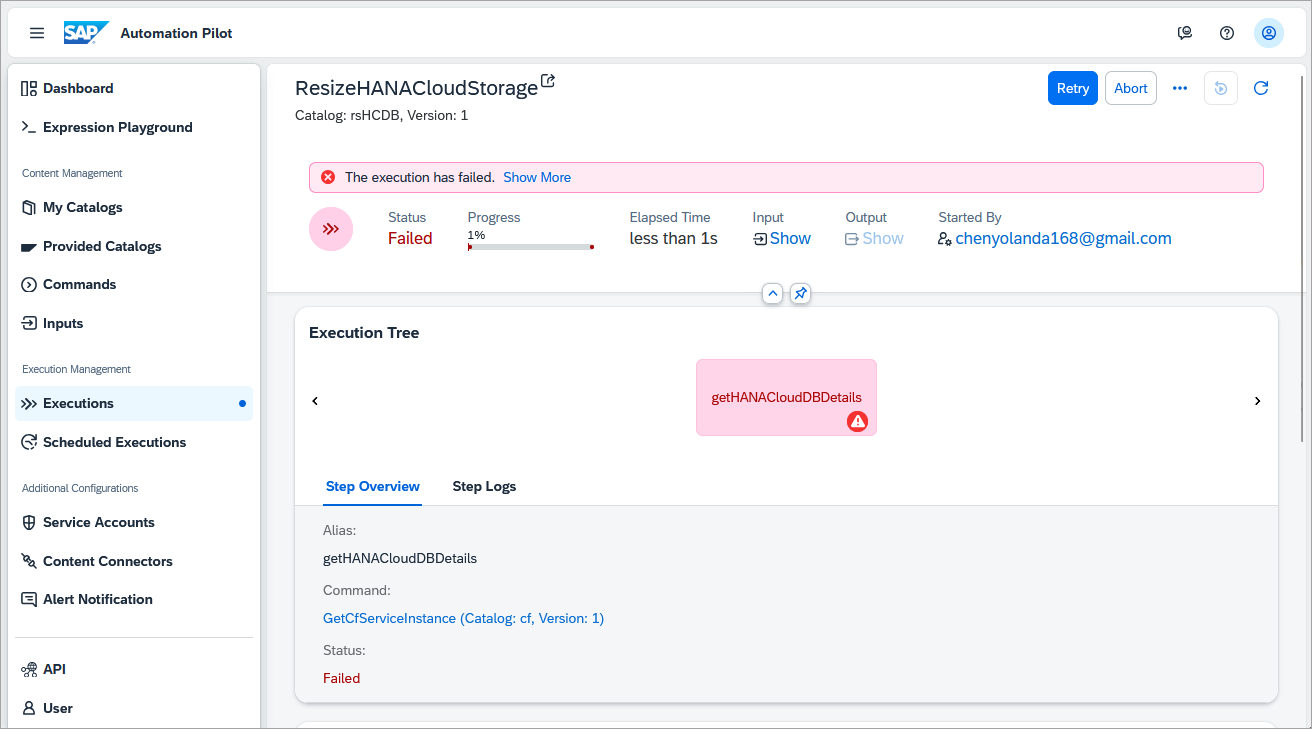 SAP Automation Pilot
Dashboard
Expression Playground
Content Management
My Catalogs
Provided Catalogs
Commands
Inputs
Execution Management
Executions
Scheduled Executions
Additional Configurations
Service Accounts
Content Connectors
Alert Notification
API
User
ResizeHANACloudStorage
Catalog: rsHCDB, Version: 1
Retry
Abort
The execution has failed. Show More
Status
Failed
Progress
1%
Elapsed Time
less than 1s
Input
Show
Output
Show
Started By
chenyolanda168@gmail.com
Execution Tree
getHANACloudDBDetails
Step Overview
Step Logs
Alias:
getHANACloudDBDetails
Command:
GetCfServiceInstance (Catalog: cf, Version: 1)
Status:
Failed